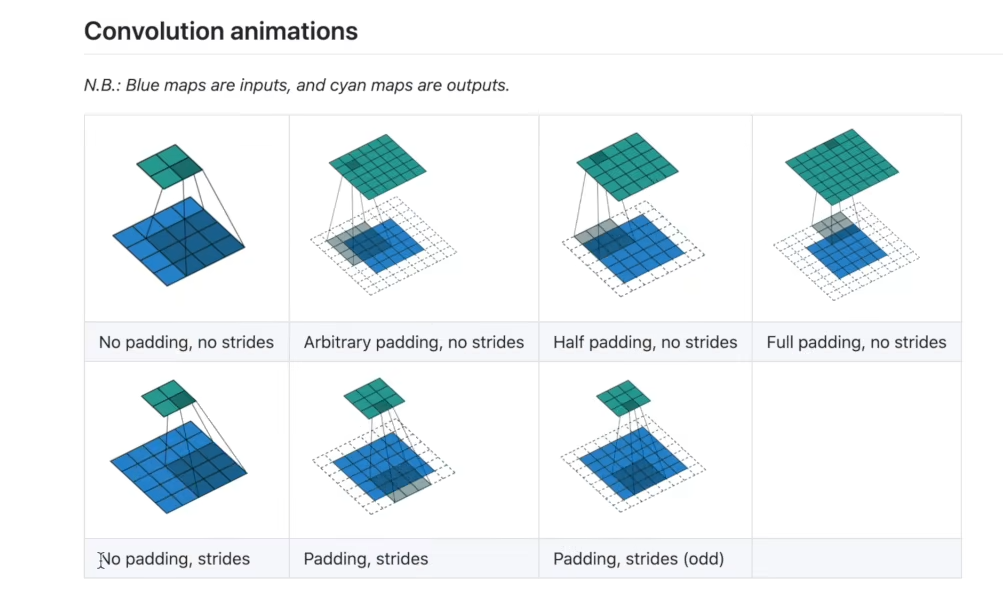 Convolution animations
N.B.: Blue maps are inputs, and cyan maps are outputs.
No padding, no strides
Arbitrary padding, no strides
Half padding, no strides
Full padding, no strides
No padding, strides
Padding, strides
Padding, strides (odd)